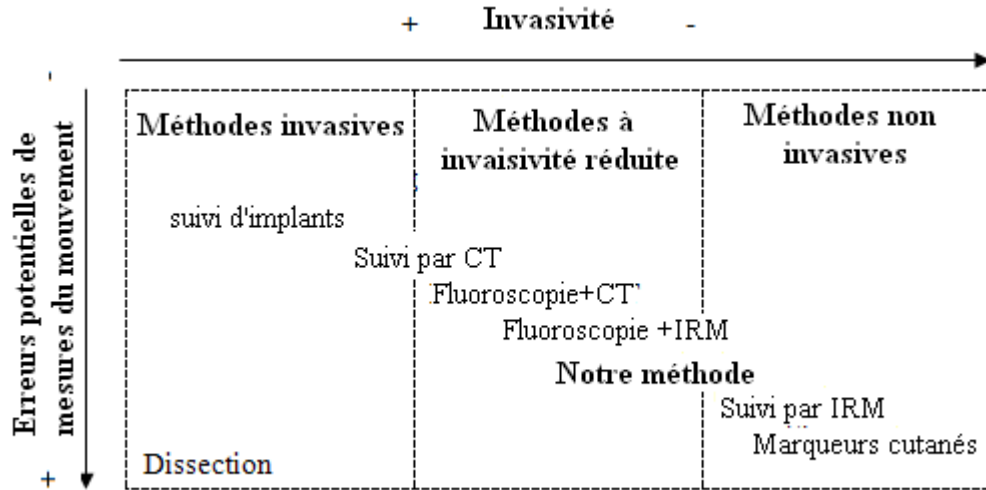 + Invasivité -
-
Erreurs potentielles de
mesures du mouvement
+
Méthodes invasives
Méthodes à
invaisivité réduite
Méthodes non
invasives
suivi d'implants
Suivi par CT
Fluoroscopie+CT
Fluoroscopie +IRM
Notre méthode
Suivi par IRM
Marqueurs cutanés
Dissection